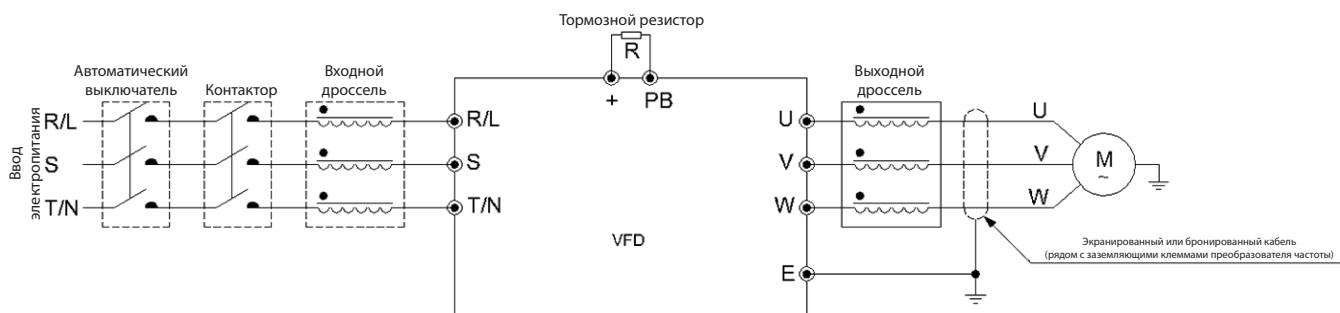 Тормозной резистор
R
+ PB
Автоматический
выключатель
Контактор
Входной
дроссель
Выходной
дроссель
Ввод
электропитания
R/L
S
T/N
R/L
S
T/N
VFD
U
V
W
E
U
V
W
M
~
Экранированный или бронированный кабель
(рядом с заземляющими клеммами преобразователя частоты)